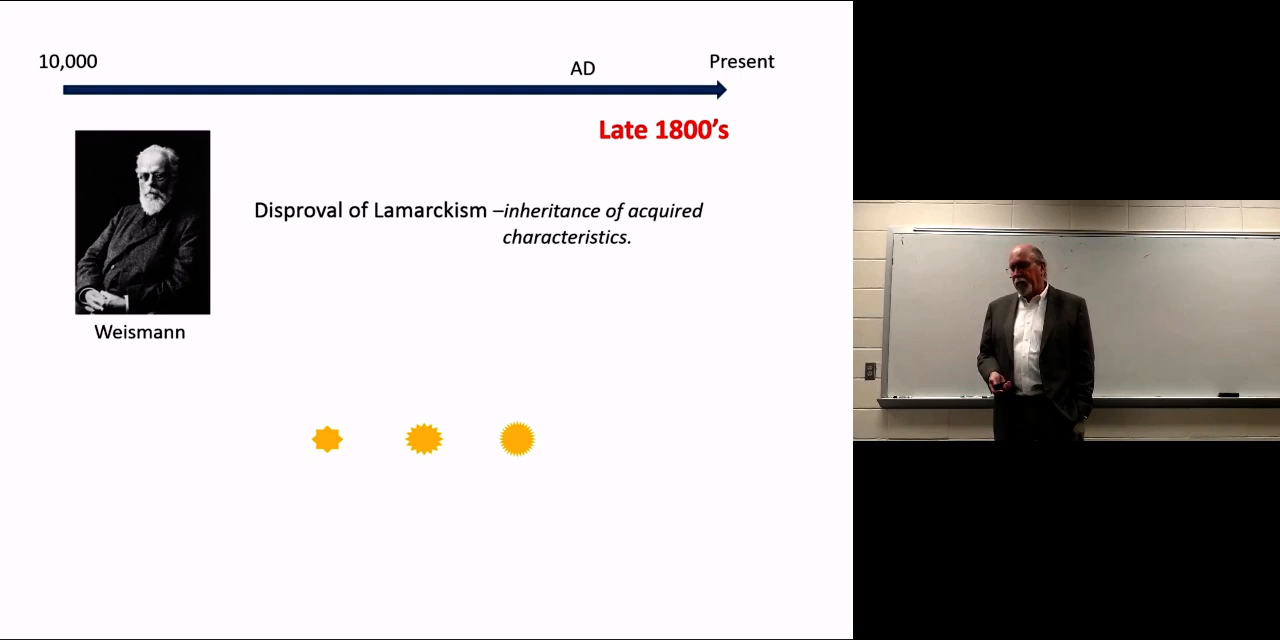 10,000
AD
Present
Late 1800's
Disproval of Lamarckism –inheritance of acquired
characteristics.
Weismann